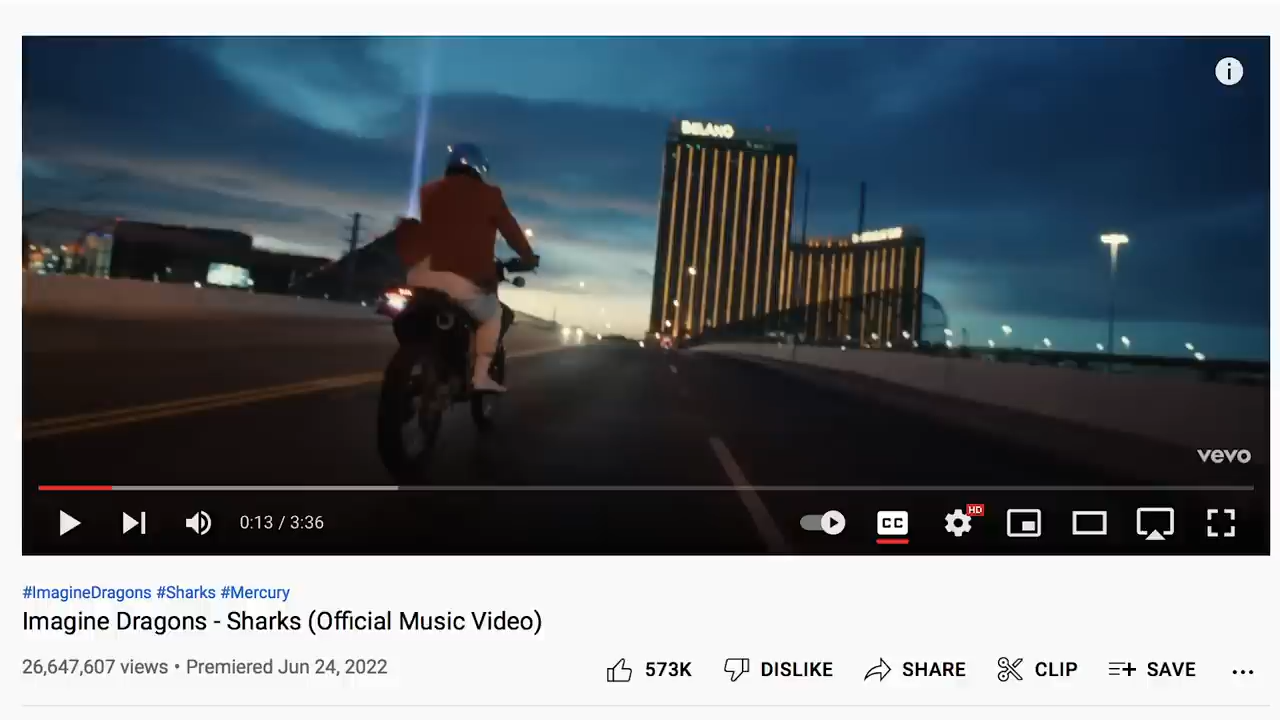 DELANO
vevo
0:13 / 3:36
CC
HD
#ImagineDragons #Sharks #Mercury
Imagine Dragons - Sharks (Official Music Video)
26,647,607 views • Premiered Jun 24, 2022
573K
DISLIKE
SHARE
CLIP
SAVE